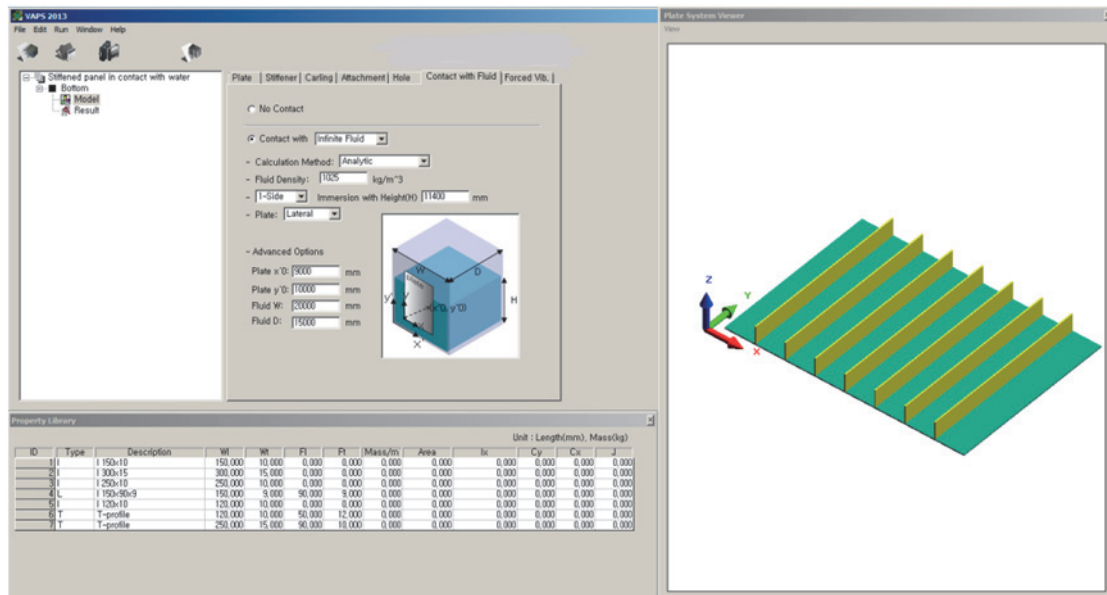 VAPS 2013
File Edit Run Window Help
Stiffened panel in contact with water
Bottom
Model
Result
Plate Stiffener Carling Attachment Hole Contact with Fluid Forced Vib.
No Contact
Contact with Infinite Fluid
- Calculation Method: Analytic
- Fluid Density: 1025 kg/m^3
- 1-Side Immersion with Height(H) 11400 mm
- Plate: Lateral
- Advanced Options
Plate x'0: 9000 mm
Plate y'0: 10000 mm
Fluid W: 20000 mm
Fluid D: 15000 mm
W D
H
y' y (x'0, y'0)
X
Plate System Viewer
View
Z
Y
X
Property Library
Unit : Length(mm), Mass(kg)
ID Type Description Wl Wt Fl Ft Mass/m Area Ix Cy Cx J
1 I I 150x10 150,000 10,000 0,000 0,000 0,000 0,000 0,000 0,000 0,000 0,000
2 I I 300x15 300,000 15,000 0,000 0,000 0,000 0,000 0,000 0,000 0,000 0,000
3 I I 250x10 250,000 10,000 0,000 0,000 0,000 0,000 0,000 0,000 0,000 0,000
4 L l 150x90x9 150,000 9,000 90,000 9,000 0,000 0,000 0,000 0,000 0,000 0,000
5 I I 120x10 120,000 10,000 0,000 0,000 0,000 0,000 0,000 0,000 0,000 0,000
6 T T-profile 120,000 10,000 50,000 12,000 0,000 0,000 0,000 0,000 0,000 0,000
7 T T-profile 250,000 15,000 90,000 10,000 0,000 0,000 0,000 0,000 0,000 0,000